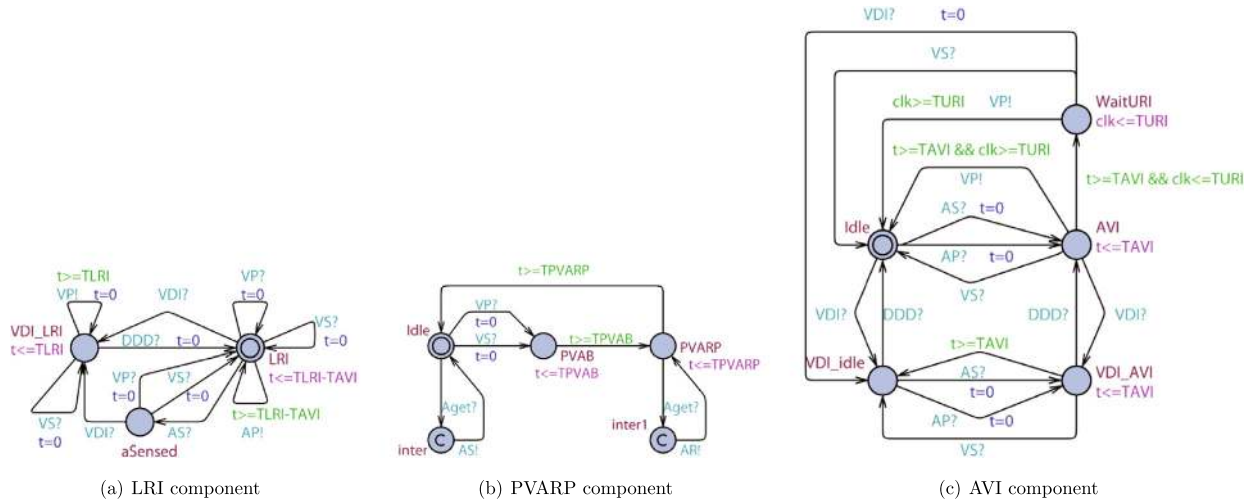 t>=TLRI
VP! t=0
VDI?
VP?
t=0
VS?
t=0
VDI_LRI
t<=TLRI
DDD? t=0
LRI
t<=TLRI-TAVI
VP?
t=0
VS?
t=0
t>=TLRI-TAVI
AP!
VS?
t=0
VDI?
AS?
aSensed
(a) LRI component
t>=TPVARP
Idle
VP?
t=0
VS?
t=0
t>=TPVAB
PVAB
t<=TPVAB
PVARP
t<=TPVARP
Aget?
inter
AS!
inter1
Aget?
AR!
C
C
(b) PVARP component
VDI? t=0
VS?
clk>=TURI VP!
WaitURI
clk<=TURI
t>=TAVI && clk>=TURI
VP!
t>=TAVI && clk<=TURI
Idle
AS? t=0
AVI
t<=TAVI
AP? t=0
VS?
VDI?
DDD?
DDD?
VDI?
VDI_idle
t>=TAVI
AS?
t=0
VDI_AVI
t<=TAVI
AP? t=0
VS?
(c) AVI component